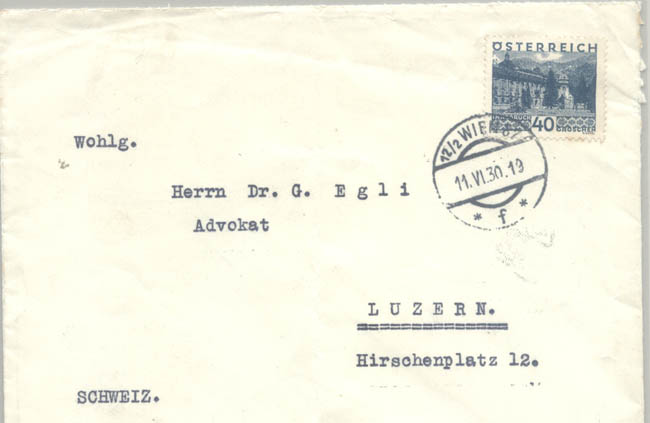 ÖSTERREICH
INNSBRUCK
40 GROSCHEN
12/2 WIEN
11.VI.30.19
* f *
Wohlg.
Herrn Dr. G. Egli
Advokat
LUZERN.
Hirschenplatz 12.
SCHWEIZ.